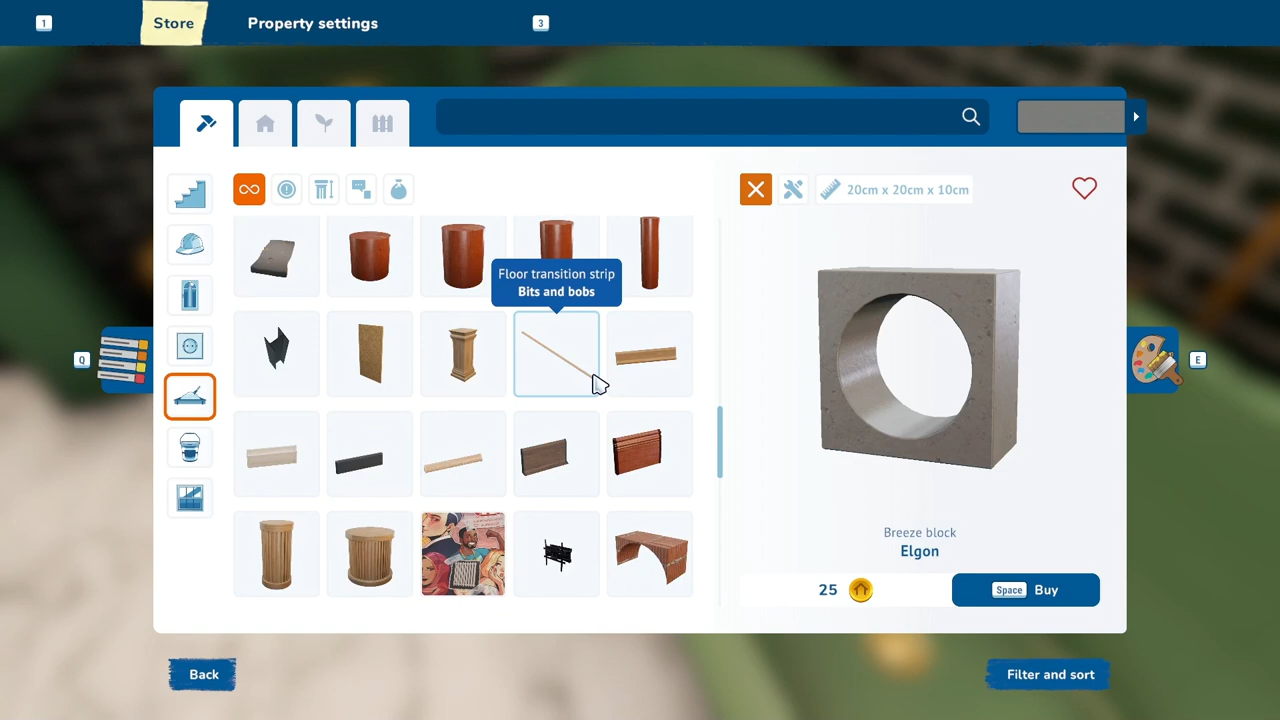 1
Store
Property settings
3
20cm x 20cm x 10cm
Floor transition strip
Bits and bobs
Q
E
Breeze block
Elgon
25
Space Buy
Back
Filter and sort